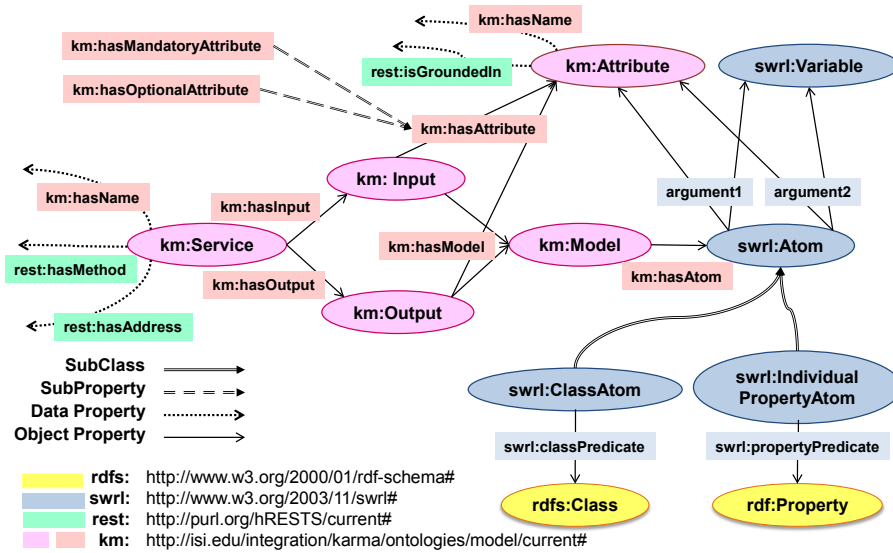 km:hasName
km:hasMandatoryAttribute
rest:isGroundedIn
km:Attribute
swrl:Variable
km:hasOptionalAttribute
km:hasAttribute
km: Input
argument1
argument2
km:hasName
km:hasInput
km:Service
km:hasModel
km:Model
swrl:Atom
rest:hasMethod
km:hasOutput
km:hasAtom
km:Output
rest:hasAddress
SubClass
SubProperty
Data Property
Object Property
swrl:ClassAtom
swrl:Individual
PropertyAtom
swrl:classPredicate
swrl:propertyPredicate
rdfs:Class
rdf:Property
rdfs: http://www.w3.org/2000/01/rdf-schema#
swrl: http://www.w3.org/2003/11/swrl#
rest: http://purl.org/hRESTS/current#
km: http://isi.edu/integration/karma/ontologies/model/current#